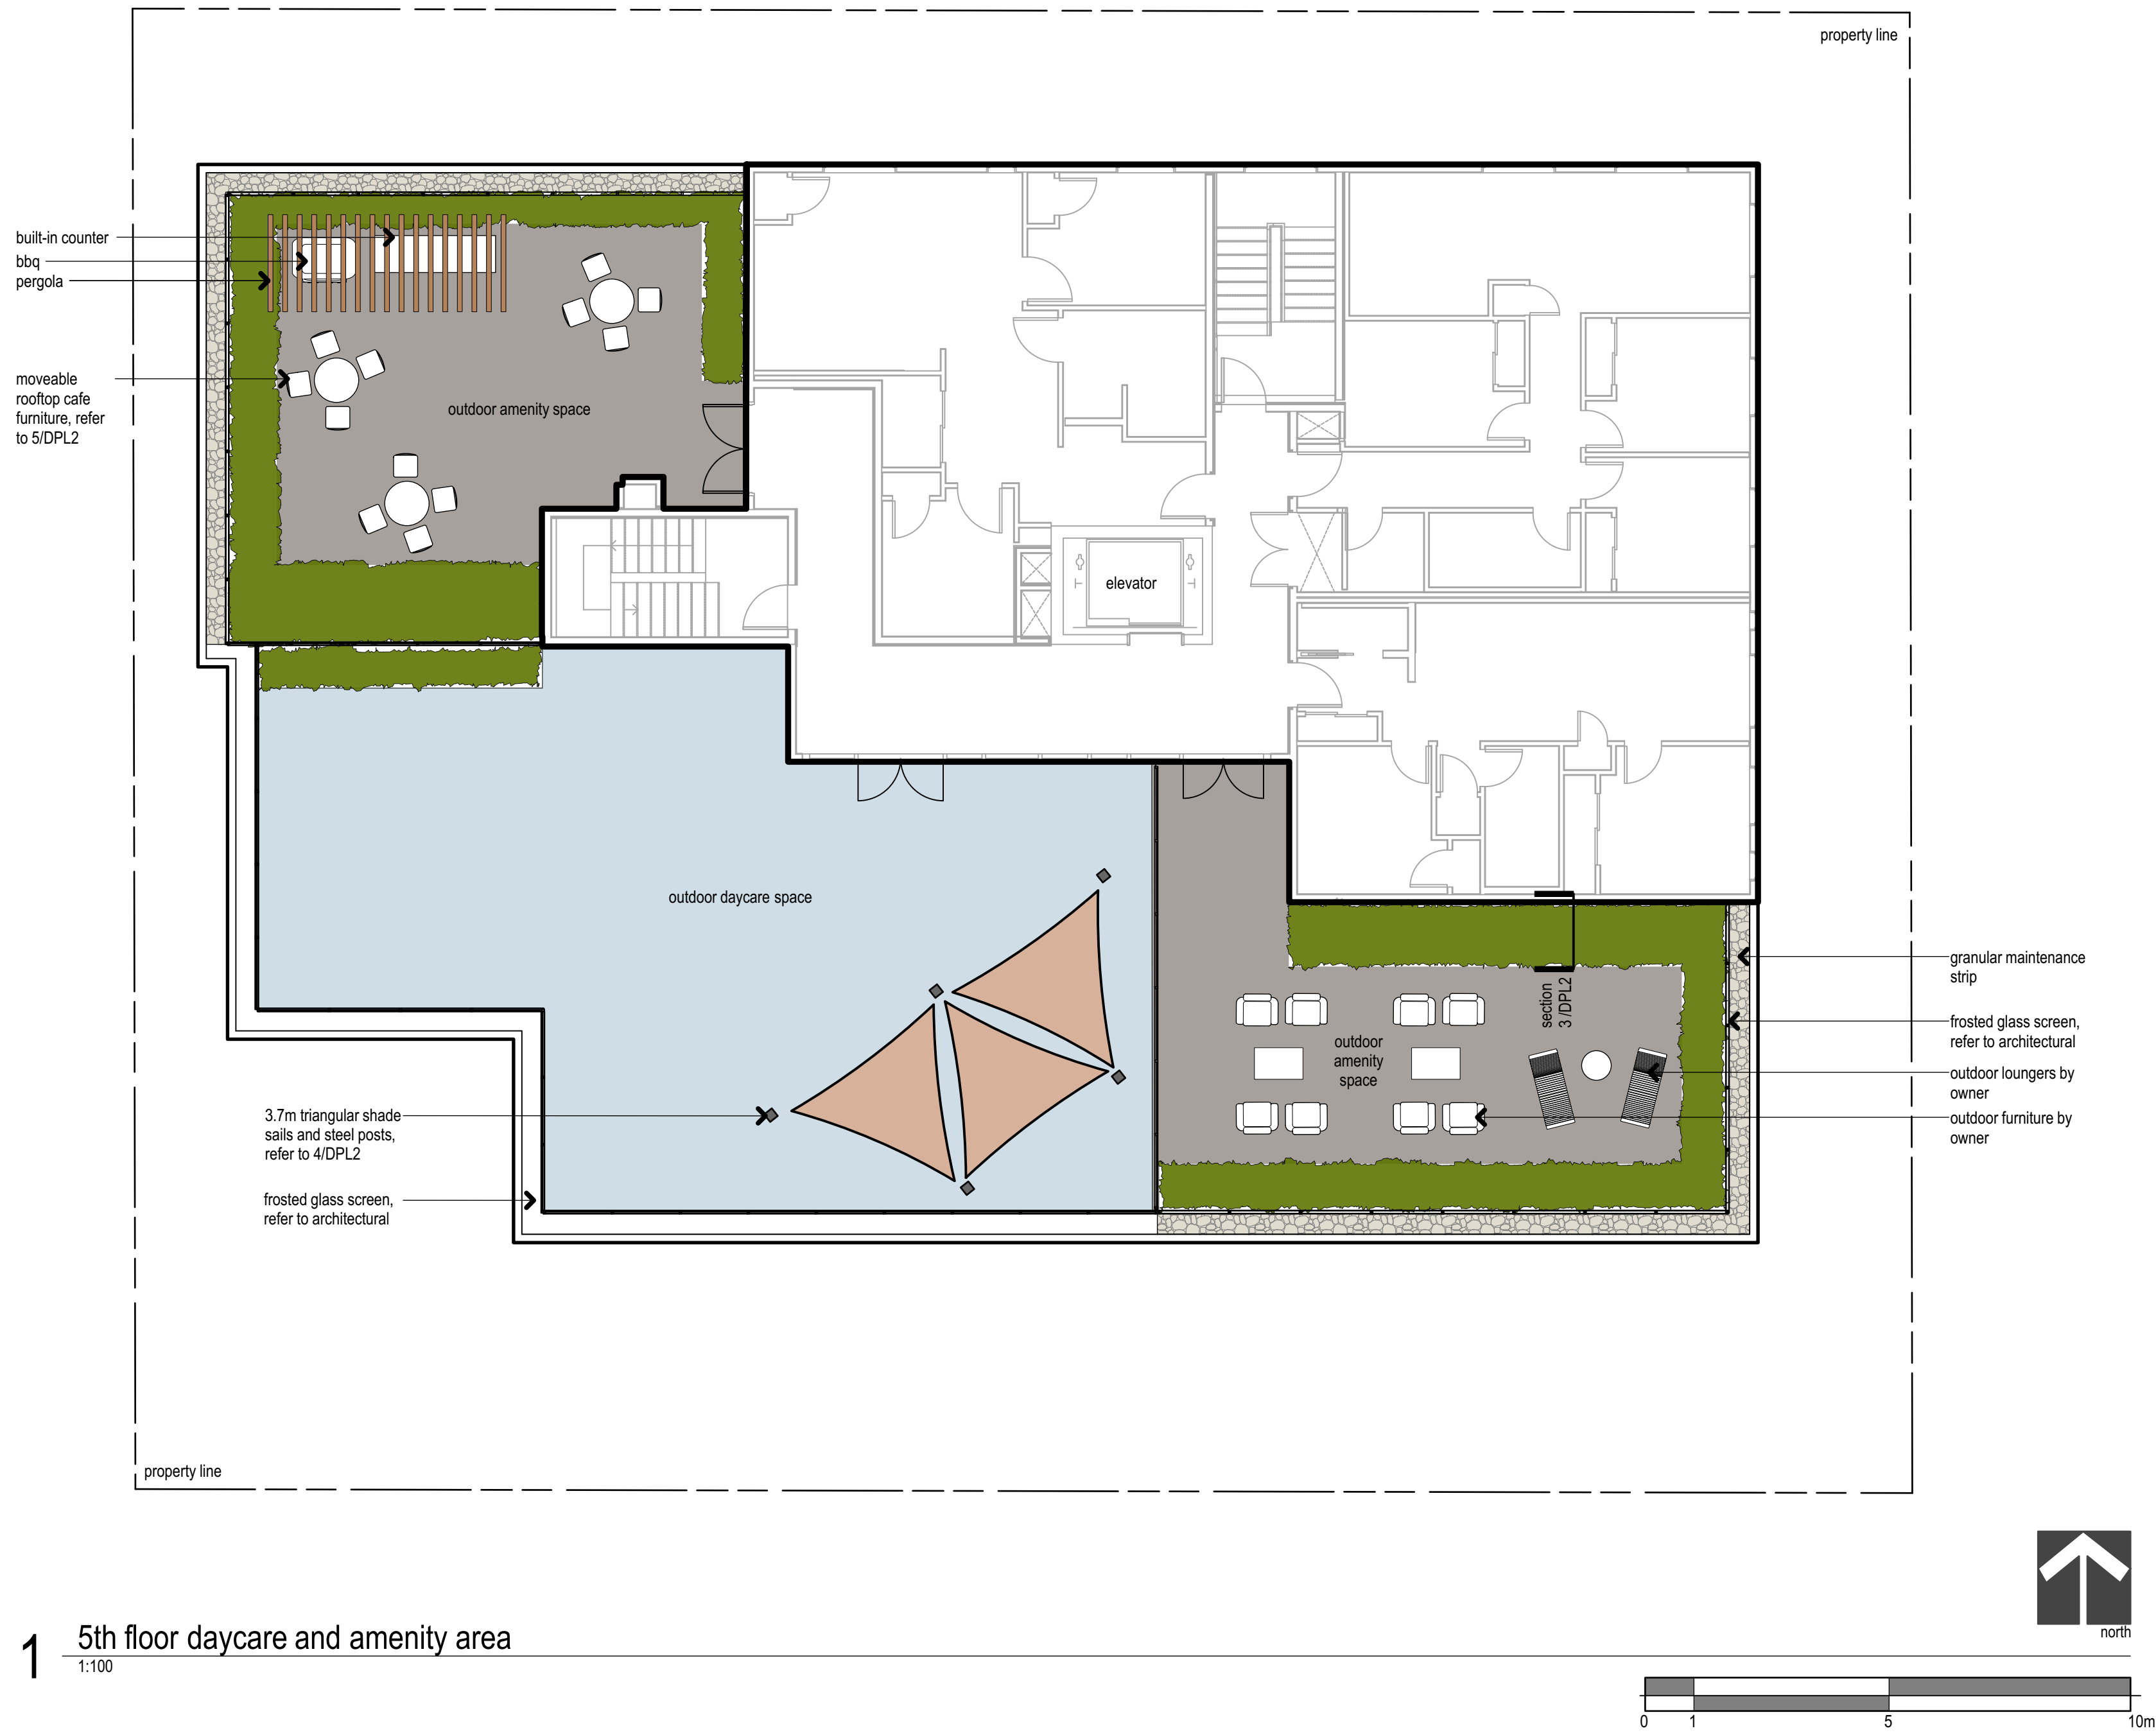 property line
built-in counter
bbq
pergola
moveable
rooftop cafe
furniture, refer
to 5/DPL2
outdoor amenity space
elevator
outdoor daycare space
granular maintenance
strip
section
3 /DPL2
frosted glass screen,
refer to architectural
outdoor
amenity
space
outdoor loungers by
owner
outdoor furniture by
owner
3.7m triangular shade
sails and steel posts,
refer to 4/DPL2
frosted glass screen,
refer to architectural
property line
north
1
5th floor daycare and amenity area
1:100
0 1 5 10m